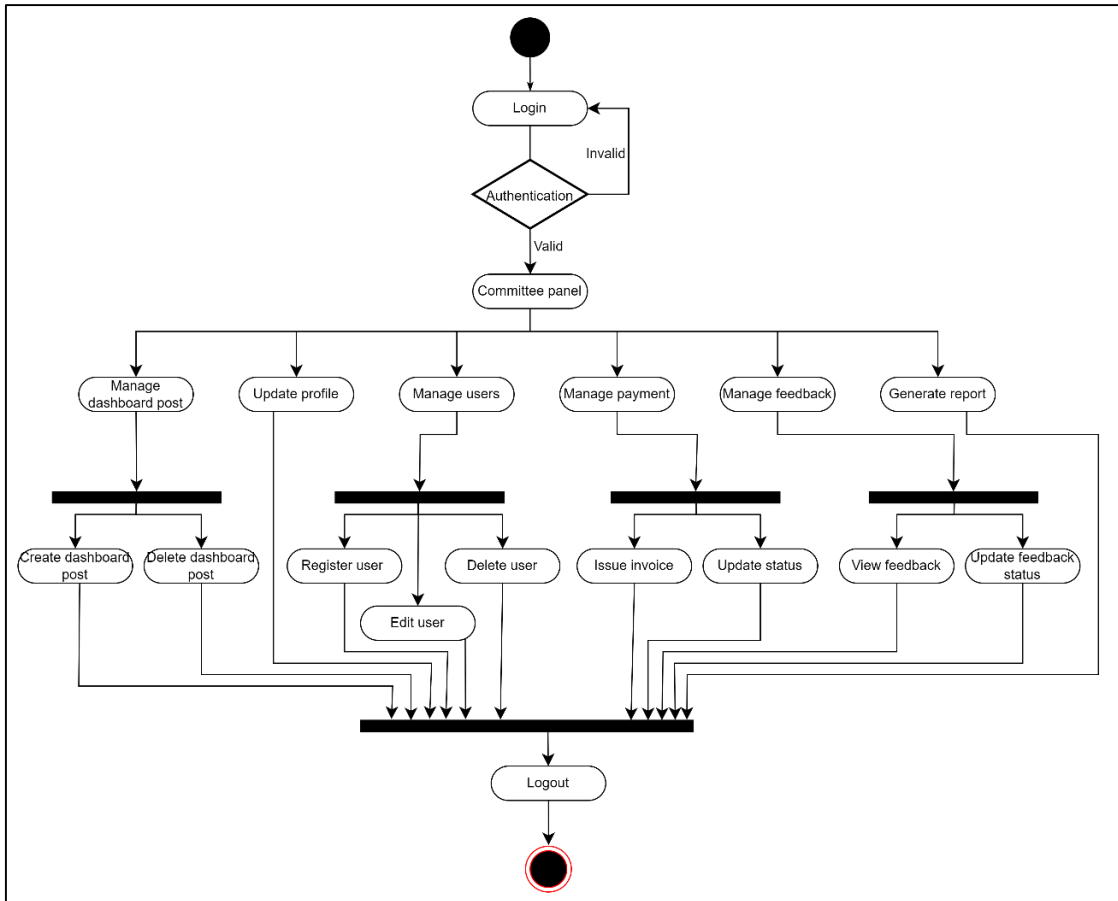 Login
Invalid
Authentication
Valid
Committee panel
Manage
dashboard post
Update profile
Manage users
Manage payment
Manage feedback
Generate report
Create dashboard
post
Delete dashboard
post
Register user
Delete user
Issue invoice
Update status
View feedback
Update feedback
status
Edit user
Logout